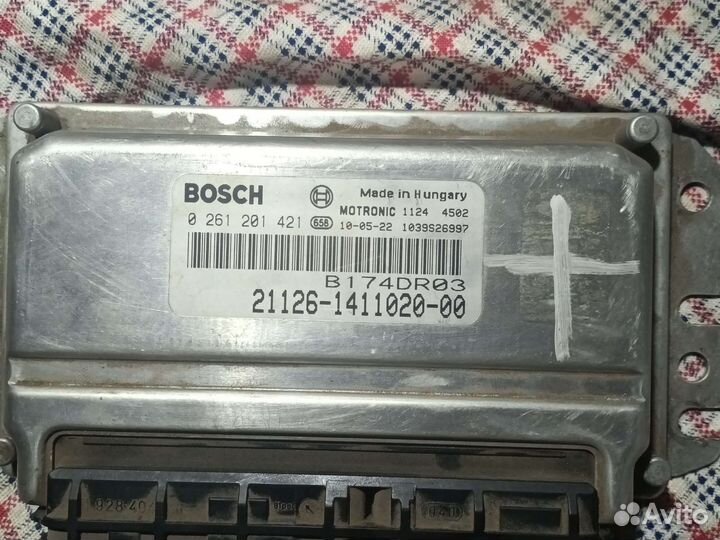 BOSCH
Made in Hungary
MOTRONIC 1124 4502
0 261 201 421 658 10-05-22 1039S26997
B174DR03
21126-1411020-00
928404
Avito